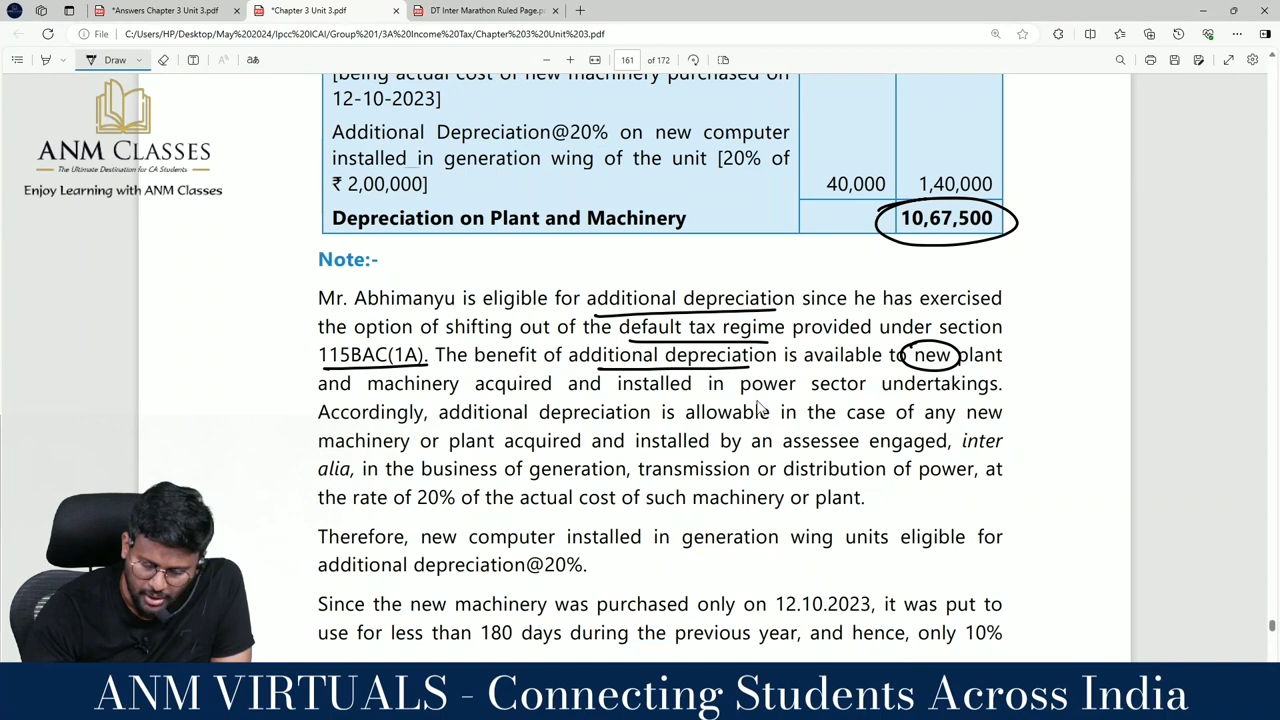 *Answers Chapter 3 Unit 3.pdf
*Chapter 3 Unit 3.pdf
DT Inter Marathon Ruled Page.p
File
C:/Users/HP/Desktop/May%202024/Ipcc%20ICAI/Group%201/3A%20Income%20Tax/Chapter%203%20Unit%203.pdf
Draw
161 of 172
ANM CLASSES
The Ultimate Destination for CA Students
Enjoy Learning with ANM Classes
[being actual cost of new machinery purchased on
12-10-2023]
Additional Depreciation@20% on new computer
installed in generation wing of the unit [20% of
₹ 2,00,000] 40,000 1,40,000
Depreciation on Plant and Machinery 10,67,500
Note:-
Mr. Abhimanyu is eligible for additional depreciation since he has exercised
the option of shifting out of the default tax regime provided under section
115BAC(1A). The benefit of additional depreciation is available to new plant
and machinery acquired and installed in power sector undertakings.
Accordingly, additional depreciation is allowable in the case of any new
machinery or plant acquired and installed by an assessee engaged, inter
alia, in the business of generation, transmission or distribution of power, at
the rate of 20% of the actual cost of such machinery or plant.
Therefore, new computer installed in generation wing units eligible for
additional depreciation@20%.
Since the new machinery was purchased only on 12.10.2023, it was put to
use for less than 180 days during the previous year, and hence, only 10%
ANM VIRTUALS - Connecting Students Across India